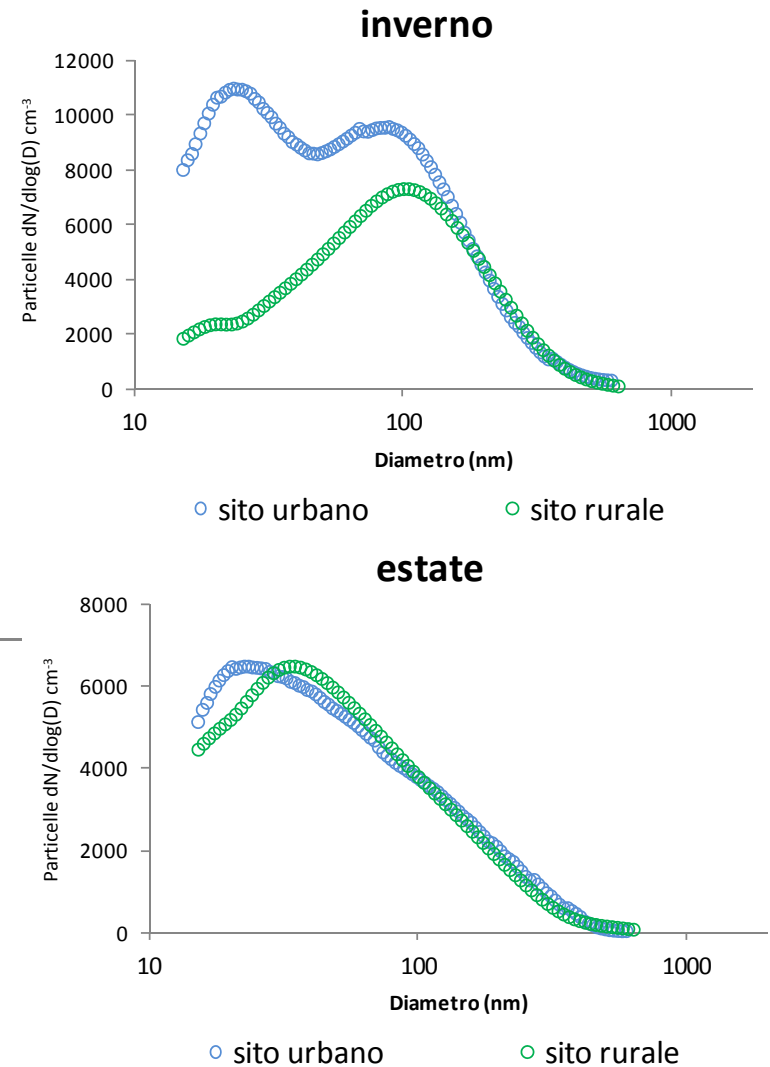 inverno
Particelle dN/dlog(D) cm⁻³
12000
10000
8000
6000
4000
2000
0
10 100 1000
Diametro (nm)
sito urbano sito rurale
estate
Particelle dN/dlog(D) cm⁻³
8000
6000
4000
2000
0
10 100 1000
Diametro (nm)
sito urbano sito rurale